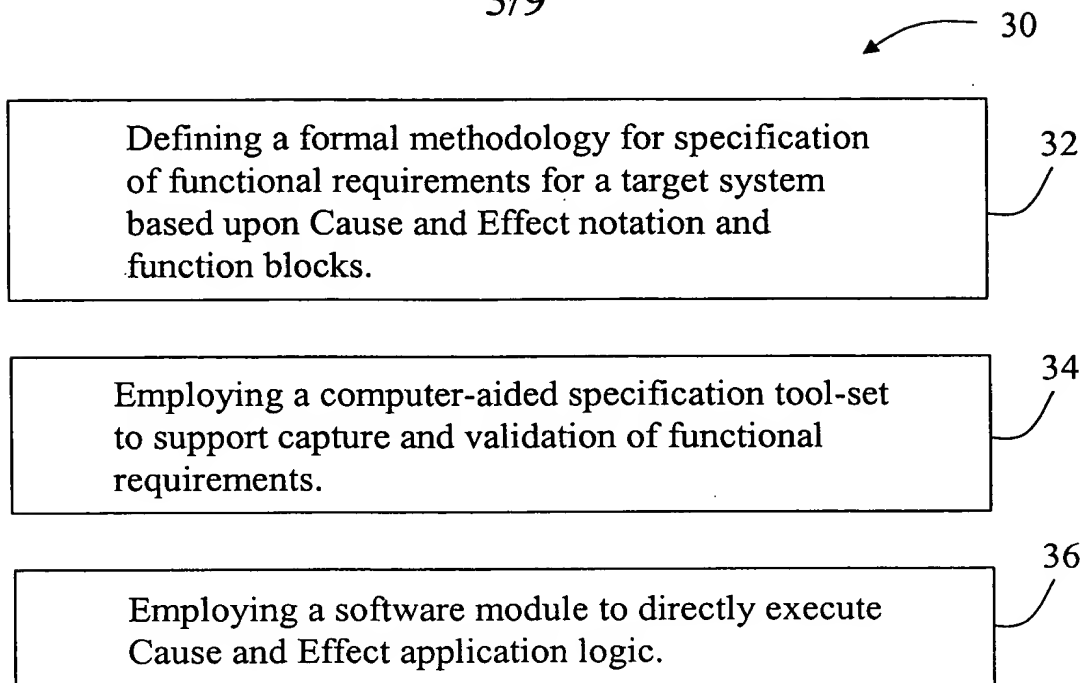 30
Defining a formal methodology for specification
of functional requirements for a target system
based upon Cause and Effect notation and
function blocks.
32
Employing a computer-aided specification tool-set
to support capture and validation of functional
requirements.
34
Employing a software module to directly execute
Cause and Effect application logic.
36